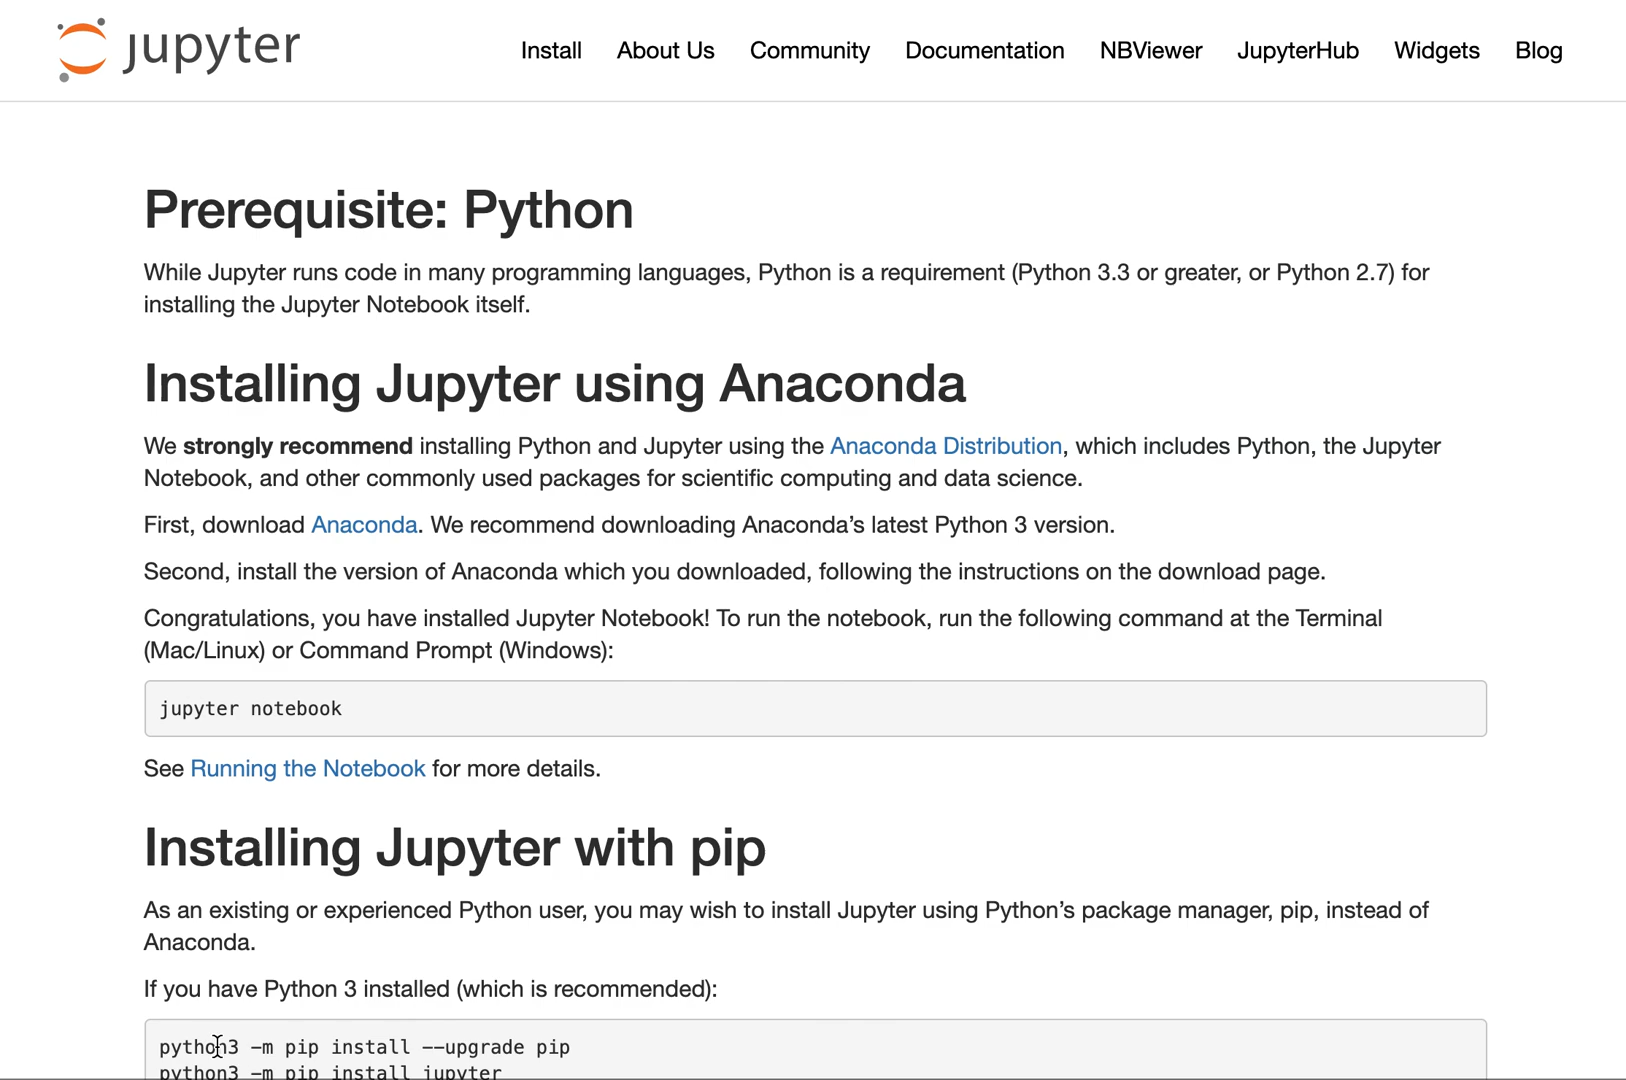 jupyter
Install About Us Community Documentation NBViewer JupyterHub Widgets Blog
Prerequisite: Python
While Jupyter runs code in many programming languages, Python is a requirement (Python 3.3 or greater, or Python 2.7) for
installing the Jupyter Notebook itself.
Installing Jupyter using Anaconda
We strongly recommend installing Python and Jupyter using the Anaconda Distribution, which includes Python, the Jupyter
Notebook, and other commonly used packages for scientific computing and data science.
First, download Anaconda. We recommend downloading Anaconda’s latest Python 3 version.
Second, install the version of Anaconda which you downloaded, following the instructions on the download page.
Congratulations, you have installed Jupyter Notebook! To run the notebook, run the following command at the Terminal
(Mac/Linux) or Command Prompt (Windows):
jupyter notebook
See Running the Notebook for more details.
Installing Jupyter with pip
As an existing or experienced Python user, you may wish to install Jupyter using Python’s package manager, pip, instead of
Anaconda.
If you have Python 3 installed (which is recommended):
python3 -m pip install --upgrade pip
python3 -m pip install jupyter